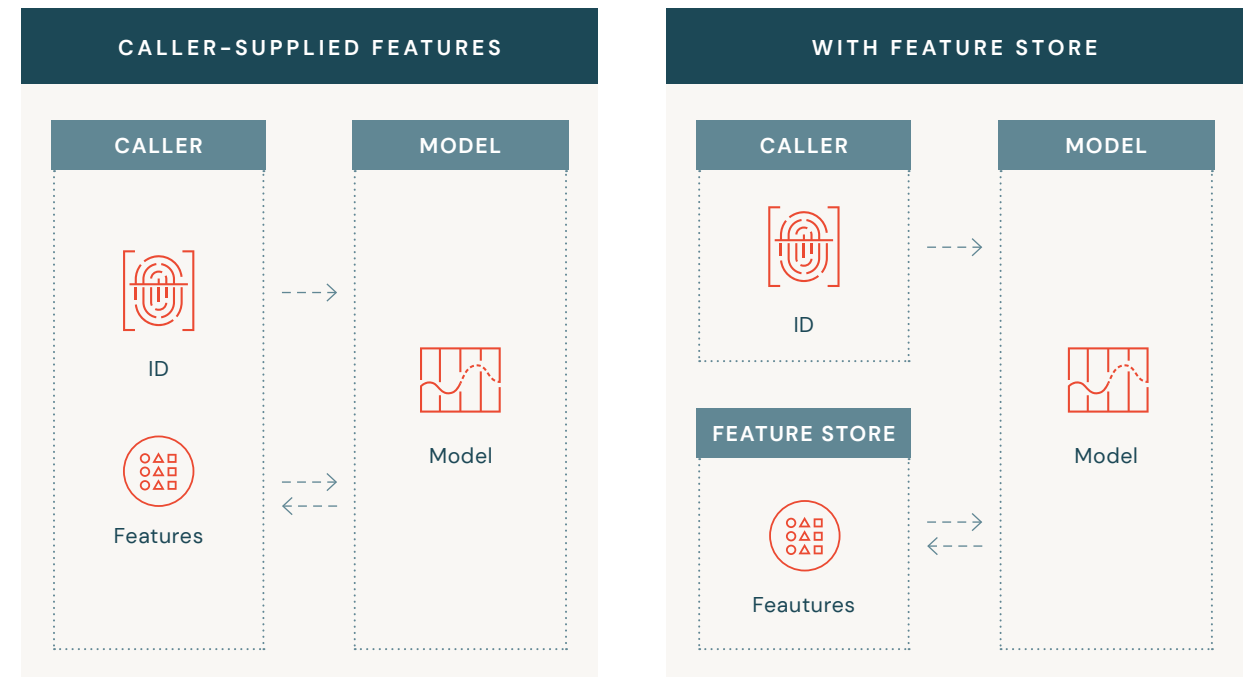 CALLER-SUPPLIED FEATURES
CALLER
MODEL
ID
Model
Features
WITH FEATURE STORE
CALLER
MODEL
ID
FEATURE STORE
Model
Feautures